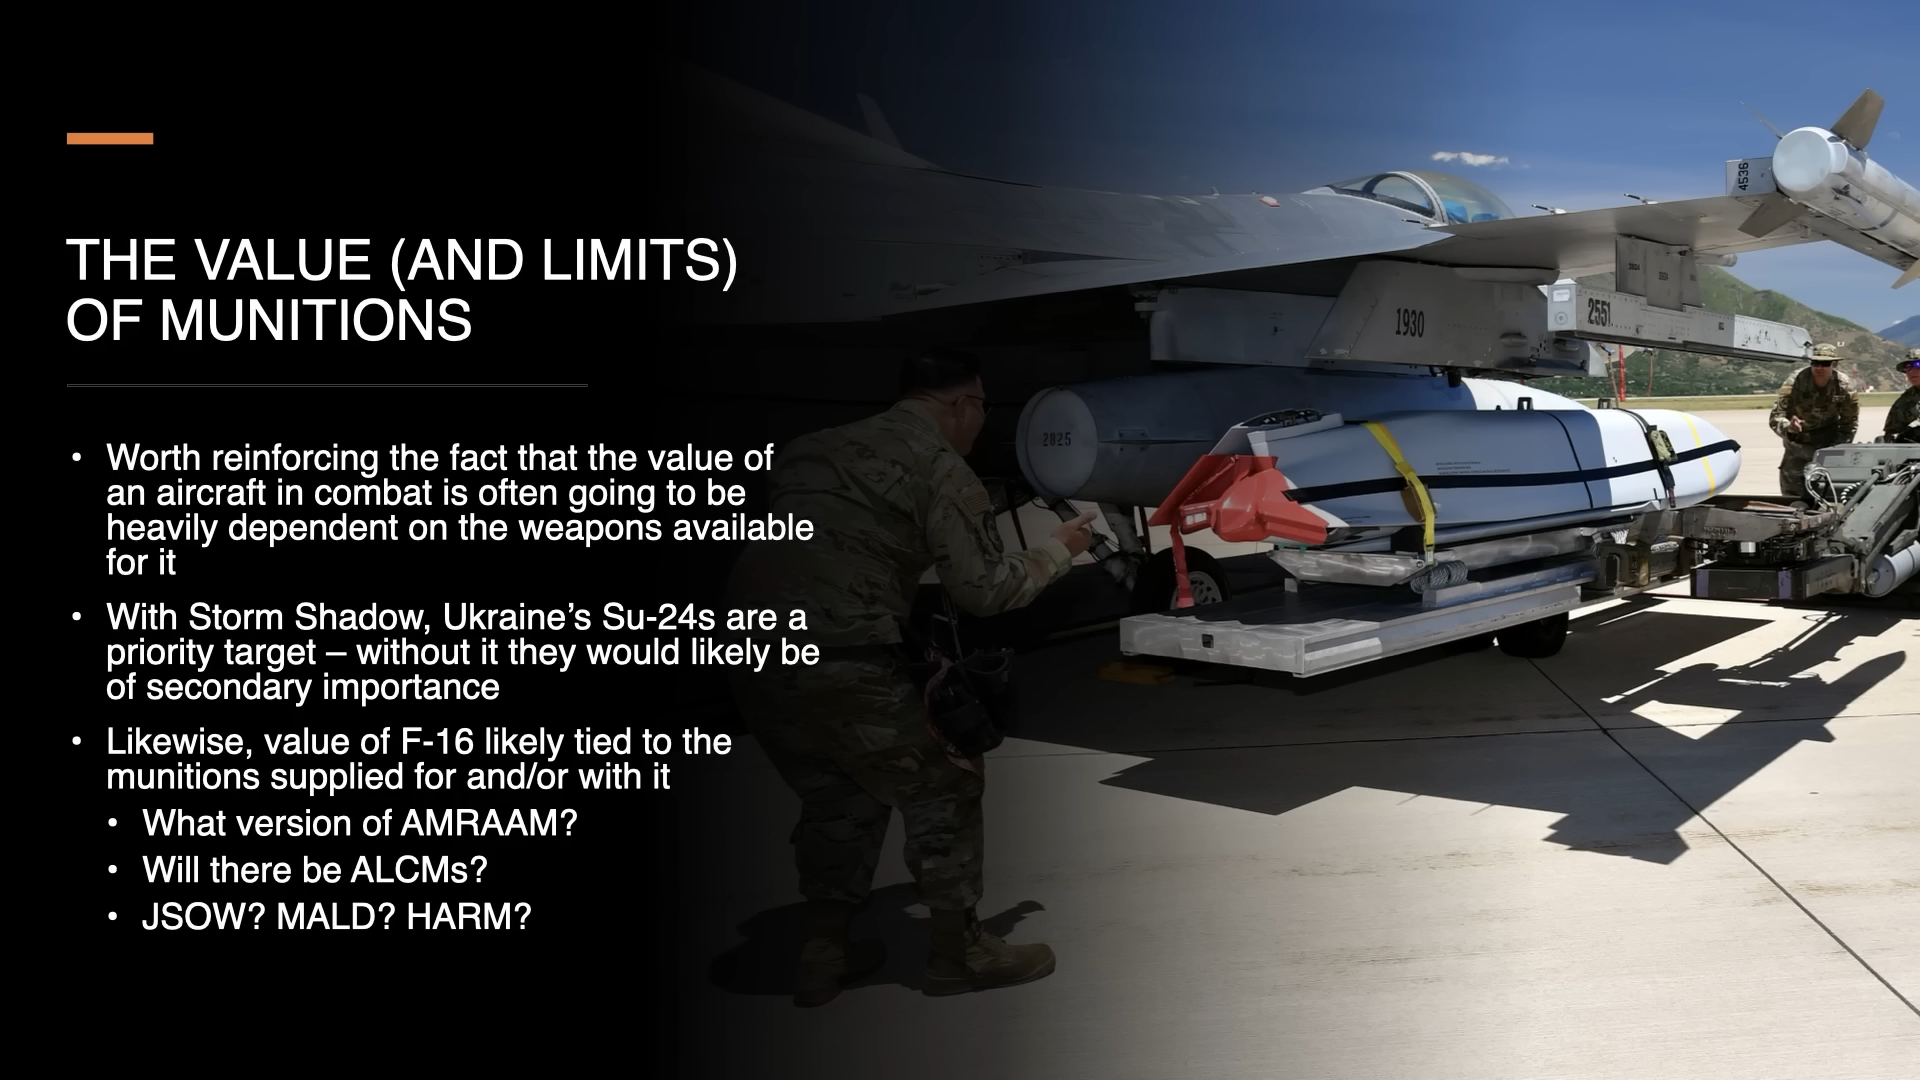 THE VALUE (AND LIMITS)
OF MUNITIONS
• Worth reinforcing the fact that the value of
an aircraft in combat is often going to be
heavily dependent on the weapons available
for it
• With Storm Shadow, Ukraine’s Su-24s are a
priority target – without it they would likely be
of secondary importance
• Likewise, value of F-16 likely tied to the
munitions supplied for and/or with it
• What version of AMRAAM?
• Will there be ALCMs?
• JSOW? MALD? HARM?
4536
2551
1930
2825